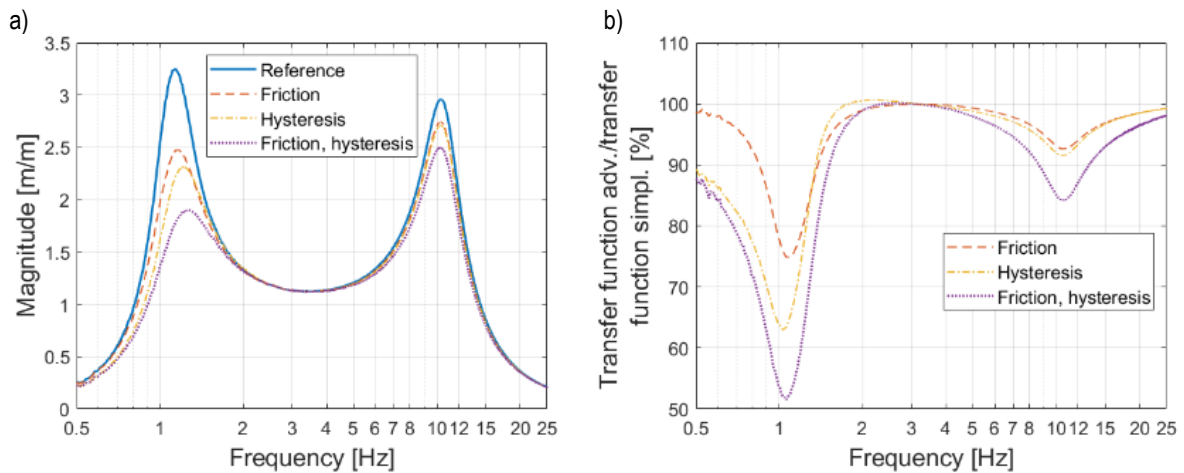 a)
Magnitude [m/m]
3.5
3
2.5
2
1.5
1
0.5
0
Reference
Friction
Hysteresis
Friction, hysteresis
0.5 1 2 3 4 5 6 7 8 10 12 15 20 25
Frequency [Hz]
b)
Transfer function adv./transfer
function simpl. [%]
110
100
90
80
70
60
50
Friction
Hysteresis
Friction, hysteresis
0.5 1 2 3 4 5 6 7 8 10 12 15 20 25
Frequency [Hz]